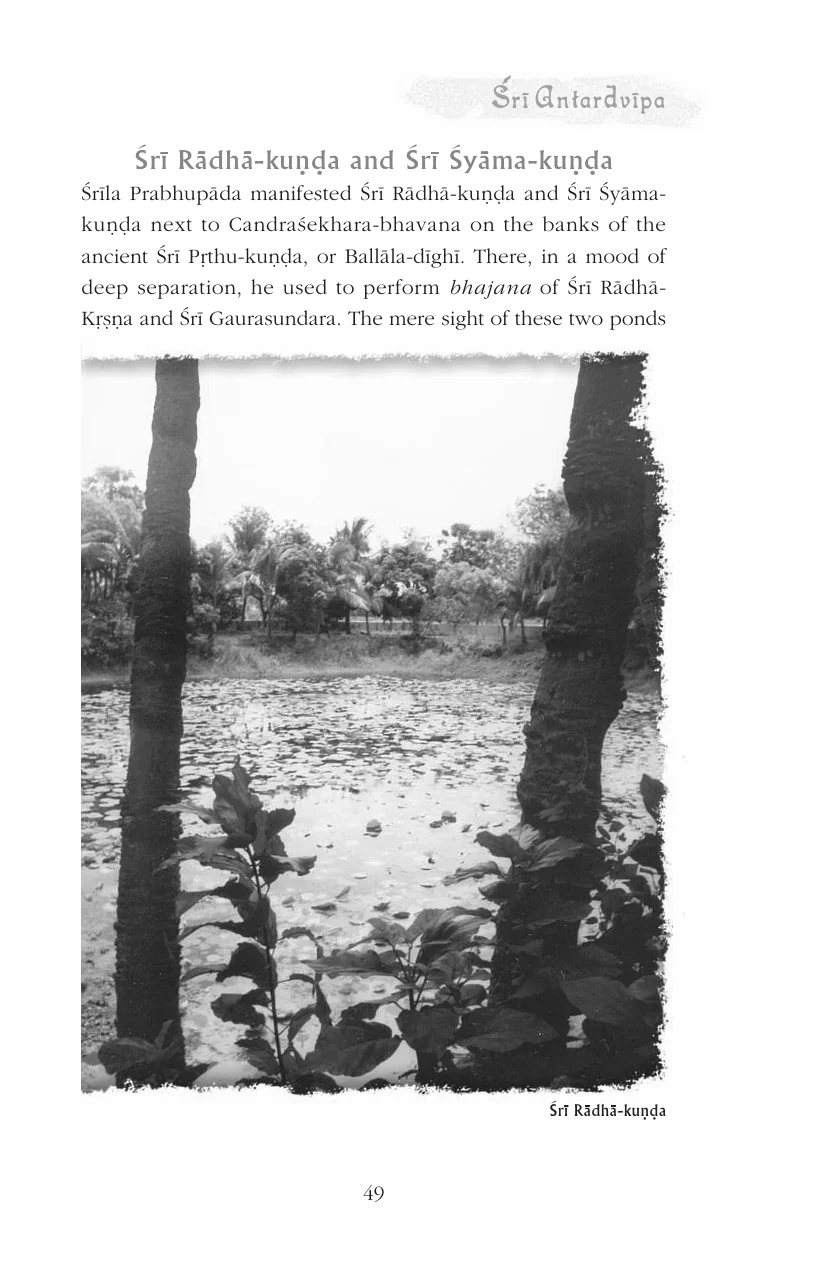 Śrī Antardvīpa
Śrī Rādhā-kuṇḍa and Śrī Śyāma-kuṇḍa
Śrīla Prabhupāda manifested Śrī Rādhā-kuṇḍa and Śrī Śyāma-
kuṇḍa next to Candraśekhara-bhavana on the banks of the
ancient Śrī Pṛthu-kuṇḍa, or Ballāla-dīghī. There, in a mood of
deep separation, he used to perform bhajana of Śrī Rādhā-
Kṛṣṇa and Śrī Gaurasundara. The mere sight of these two ponds
Śrī Rādhā-kuṇḍa
49